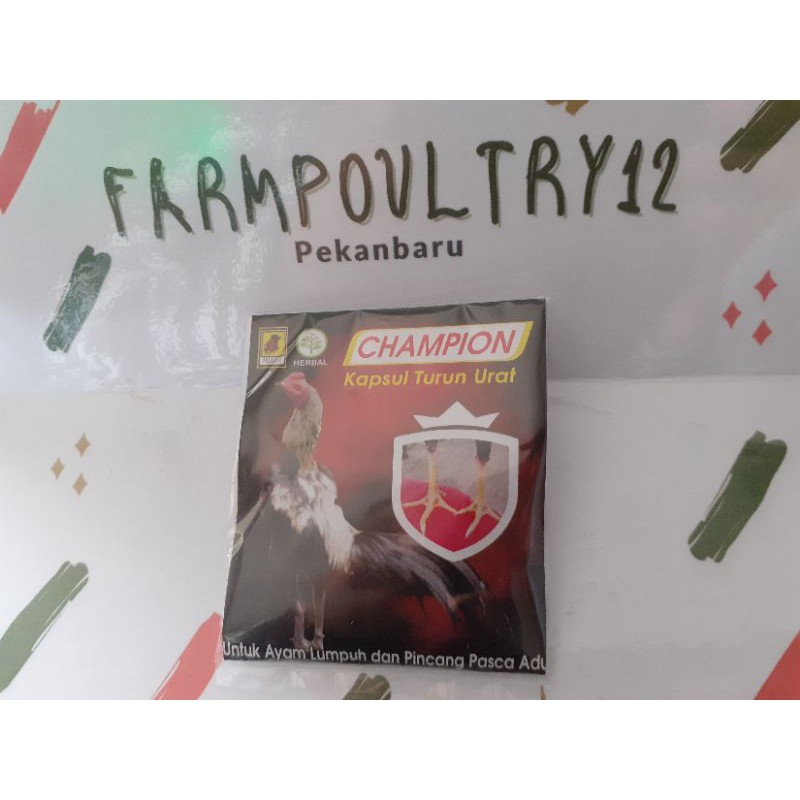 FARMPOULTRY12
Pekanbaru
CHAMPION
HERBAL
Kapsul Turun Urat
Untuk Ayam Lumpuh dan Pincang Pasca Adu